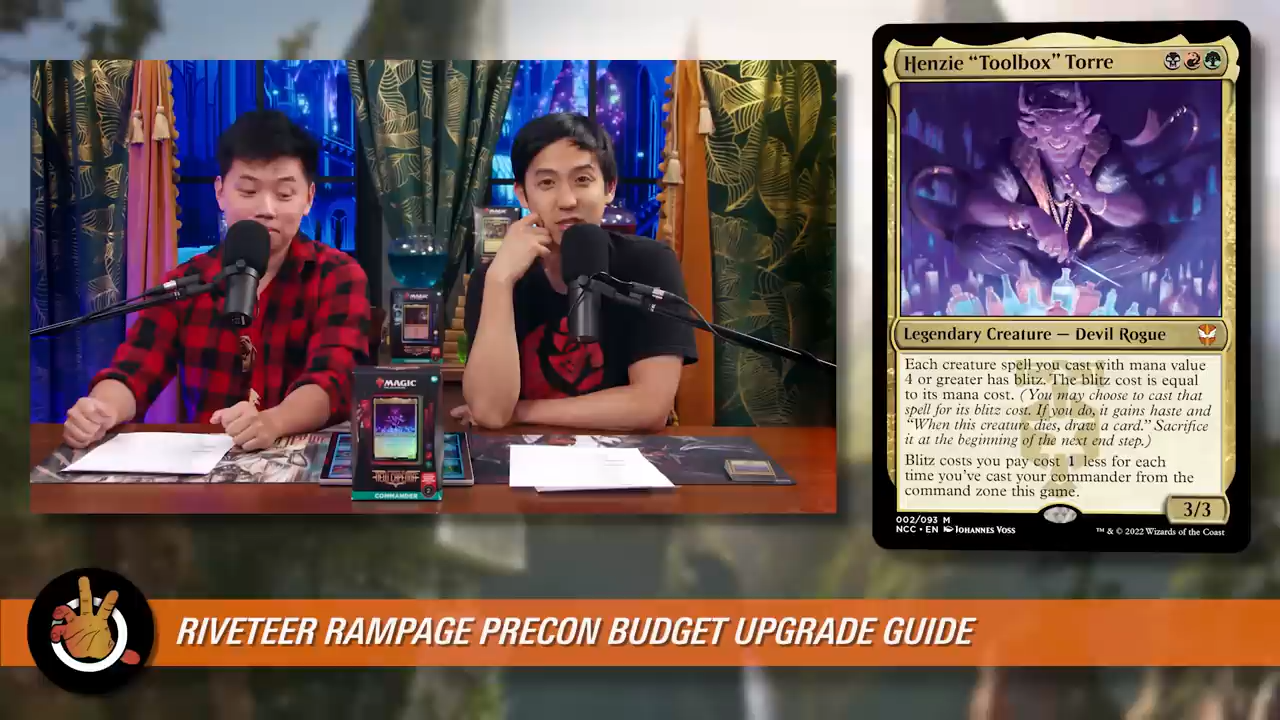 Henzie “Toolbox” Torre
Legendary Creature — Devil Rogue
Each creature spell you cast with mana value
4 or greater has blitz. The blitz cost is equal
to its mana cost. (You may choose to cast that
spell for its blitz cost. If you do, it gains haste and
“When this creature dies, draw a card.” Sacrifice
it at the beginning of the next end step.)
Blitz costs you pay cost 1 less for each
time you've cast your commander from the
command zone this game.
3/3
002/093 M
NCC • EN Johannes Voss
™ & © 2022 Wizards of the Coast
MAGIC
MAGIC
NEW CAPENNA
COMMANDER
RIVETEER RAMPAGE PRECON BUDGET UPGRADE GUIDE